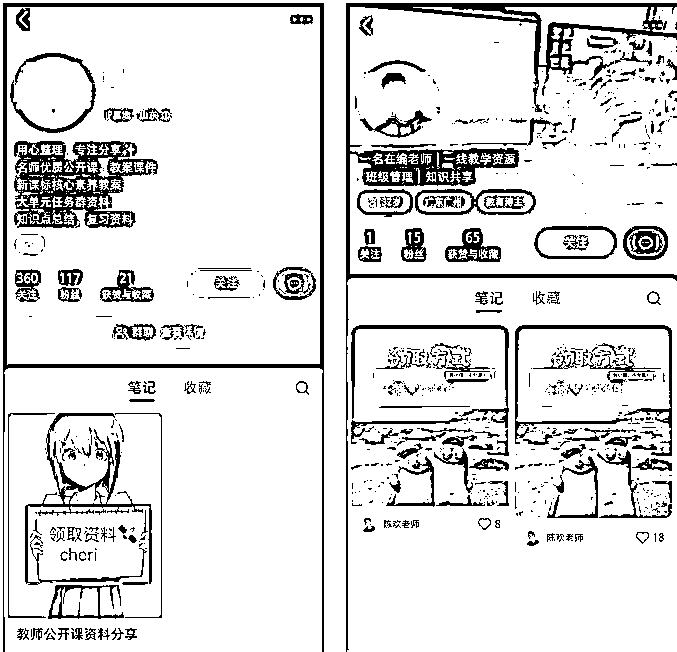 用心整理，专注分享
名师优质公开课，教案课件
新课标核心素养教案
大单元任务群资料
知识点总结，复习资料
360 117 21
关注 粉丝 获赞与收藏 关注
笔记 收藏
领取资料
cheri
教师公开课资料分享
一名在编老师 | 一线教学资源
班级管理 | 知识共享
广东广州
1 15 65
关注 粉丝 获赞与收藏 关注
笔记 收藏
领取方式 领取方式
陈欢老师 8 陈欢老师 18